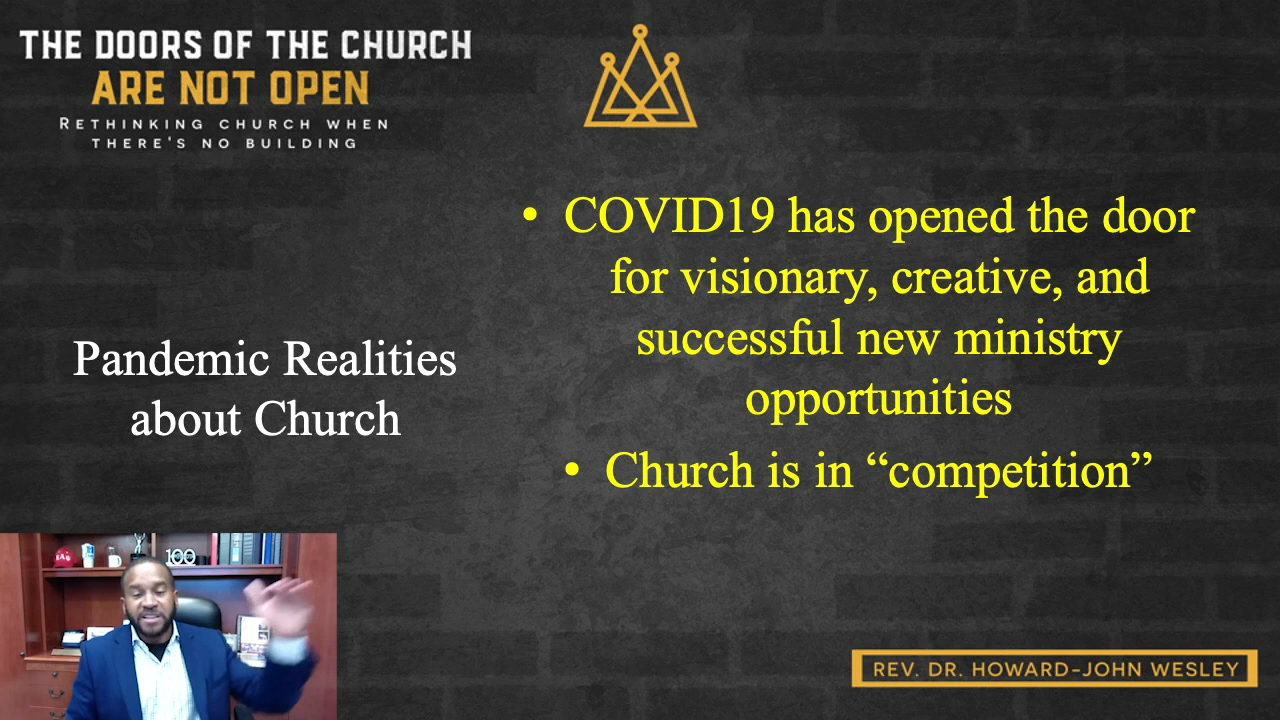 THE DOORS OF THE CHURCH
ARE NOT OPEN
RETHINKING CHURCH WHEN
THERE'S NO BUILDING
Pandemic Realities
about Church
• COVID19 has opened the door
for visionary, creative, and
successful new ministry
opportunities
• Church is in “competition”
100
REV. DR. HOWARD-JOHN WESLEY